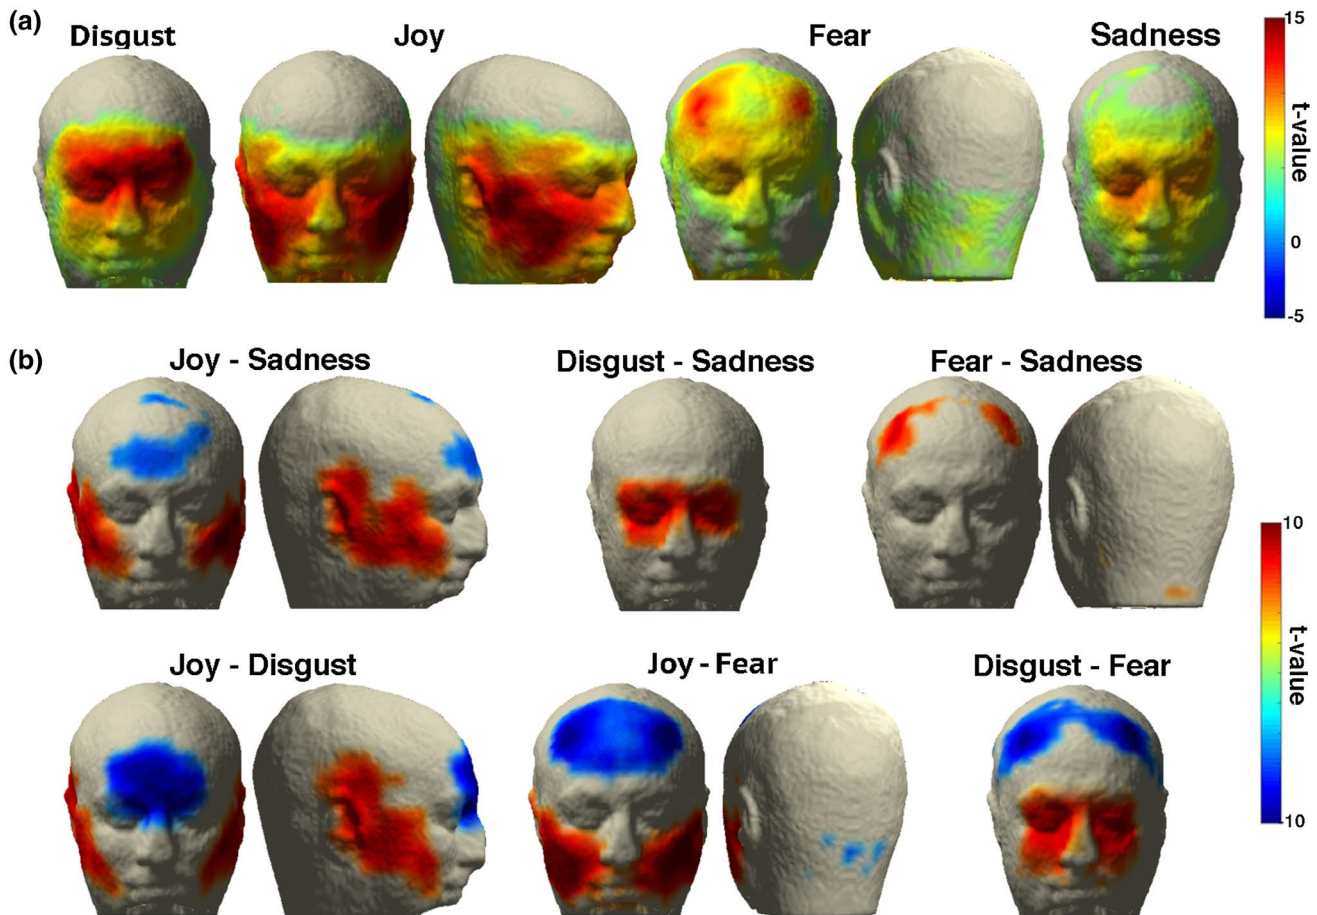 (a)
Disgust
Joy
Fear
Sadness
15
t-value
0
-5
(b)
Joy - Sadness
Disgust - Sadness
Fear - Sadness
10
t-value
10
Joy - Disgust
Joy - Fear
Disgust - Fear